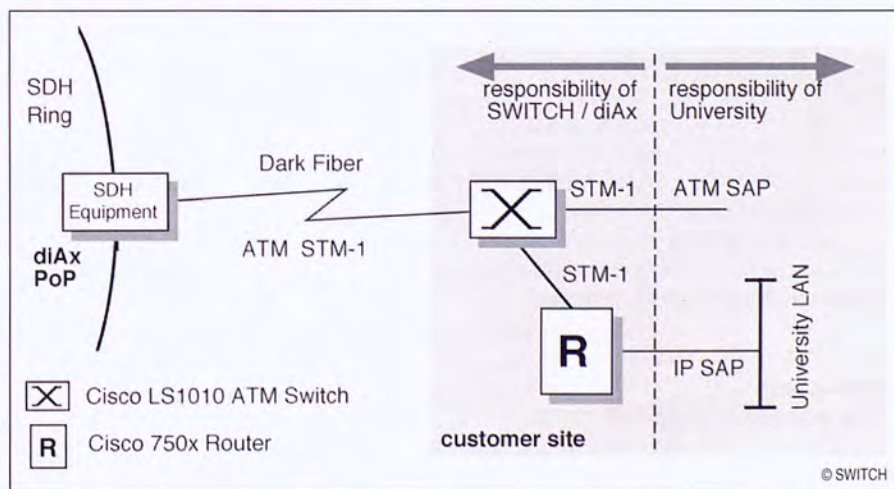 responsibility of
SWITCH / diAx
responsibility of
University
SDH
Ring
Dark Fiber
SDH
Equipment
STM-1
ATM SAP
diAx
PoP
ATM STM-1
STM-1
R
IP SAP
University LAN
Cisco LS1010 ATM Switch
R
Cisco 750x Router
customer site
© SWITCH